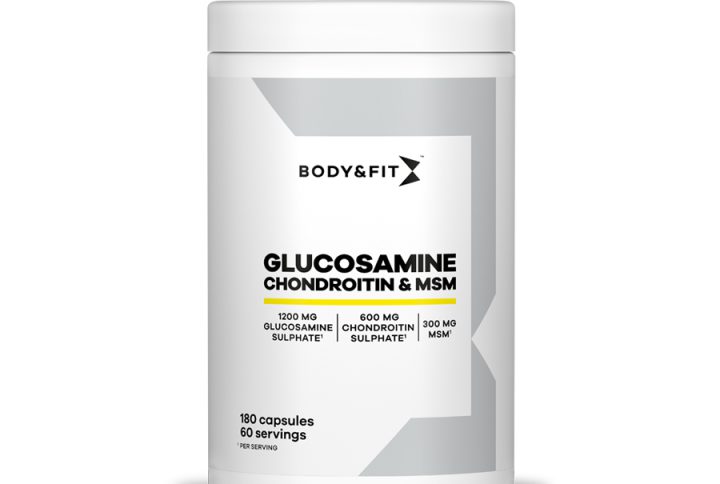 BODY&FIT™
GLUCOSAMINE
CHONDROITIN & MSM
1200 MG
GLUCOSAMINE
SULPHATE¹
600 MG
CHONDROITIN
SULPHATE¹
300 MG
MSM¹
180 capsules
60 servings
¹ PER SERVING